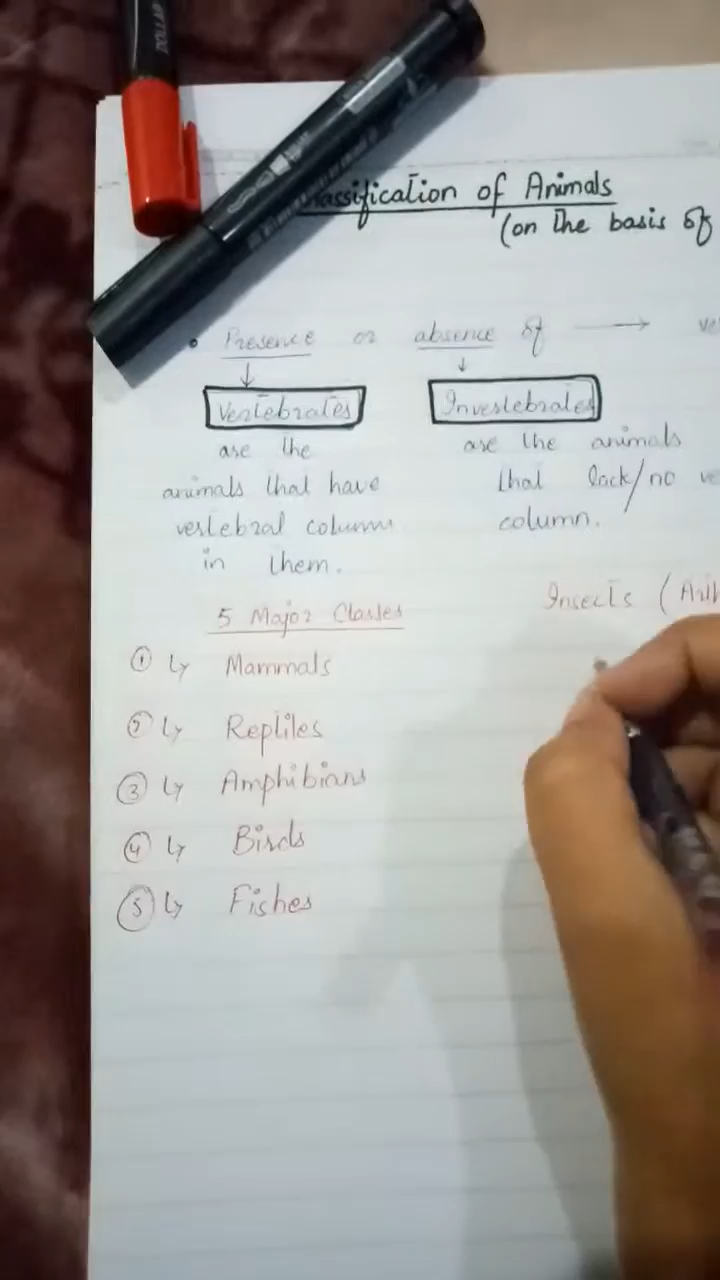 Classification of Animals
(on the basis of
• Presence or absence of →
↓ ↓
Vertebrates Invertebrates
are the are the animals
animals that have that lack/no
vertebral column column.
in them.
5 Major Classes Insects
① ↳ Mammals
② ↳ Reptiles
③ ↳ Amphibians
④ ↳ Birds
⑤ ↳ Fishes